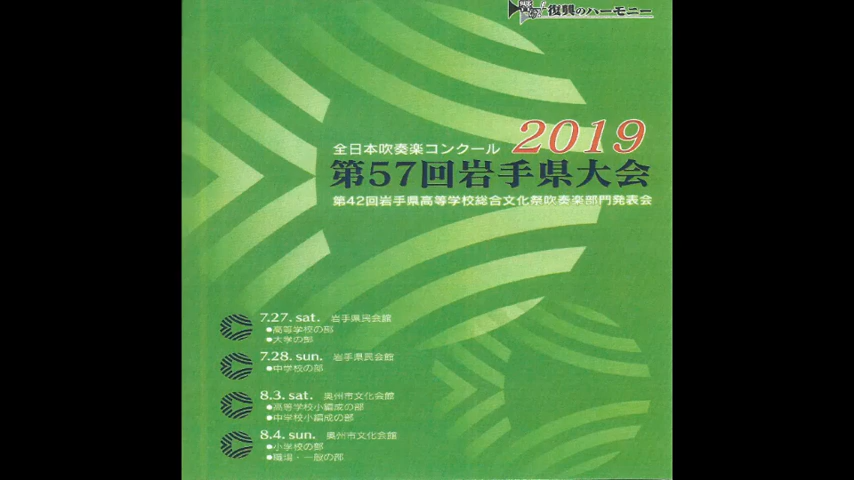 復興のハーモニー
全日本吹奏楽コンクール 2019
第57回岩手県大会
第42回岩手県高等学校総合文化祭吹奏楽部門発表会
7.27. sat. 岩手県民会館
●高等学校の部
●大学の部
7.28. sun. 岩手県民会館
●中学校の部
8.3. sat. 奥州市文化会館
●高等学校小編成の部
●中学校小編成の部
8.4. sun. 奥州市文化会館
●小学校の部
●職場・一般の部